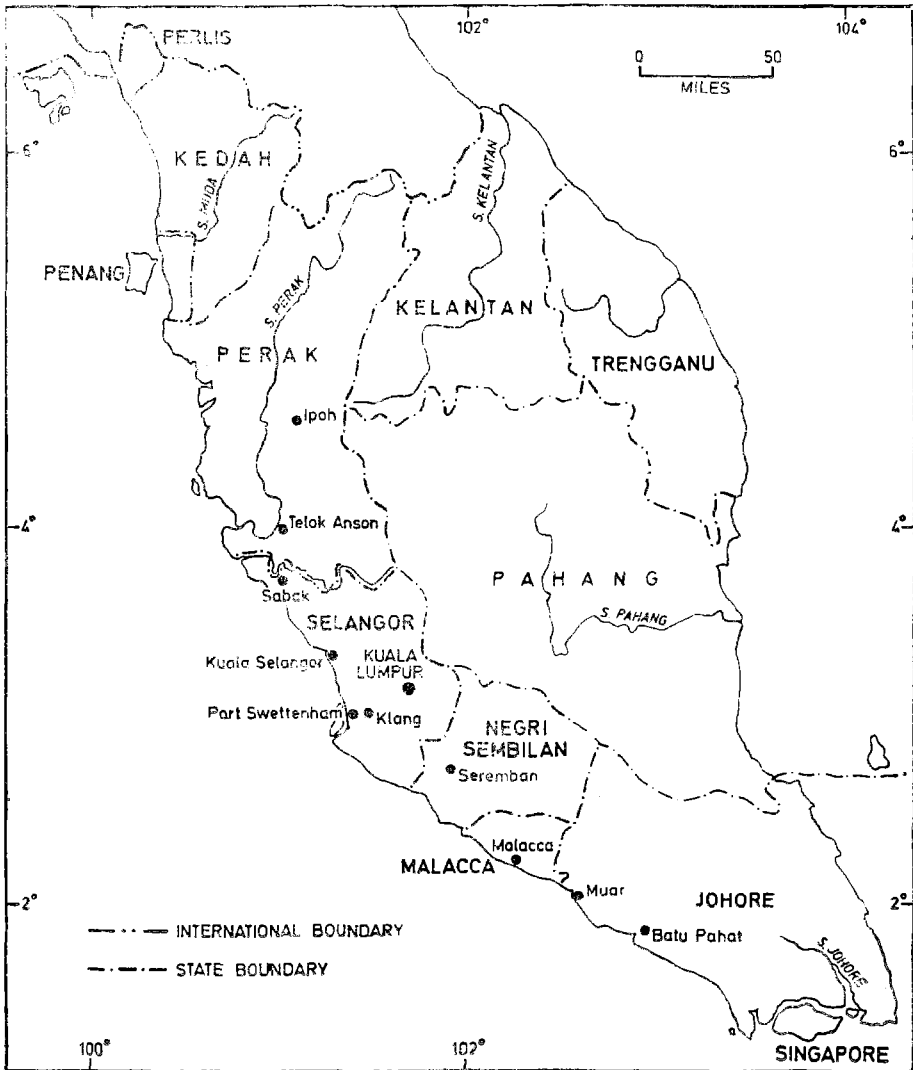 102°
104°
PERLIS
0
50
MILES
6°
6°
KEDAH
S. MUDA
S. KELANTAN
PENANG
S. PERAK
KELANTAN
PERAK
TRENGGANU
Ipoh
4°
Telok Anson
4°
PAHANG
Sabak
SELANGOR
S. PAHANG
Kuala Selangor
KUALA
LUMPUR
Port Swettenham
Klang
NEGRI
SEMBILAN
Seremban
Malacca
MALACCA
Muar
JOHORE
2°
2°
INTERNATIONAL BOUNDARY
Batu Pahat
S. JOHORE
STATE BOUNDARY
100°
102°
SINGAPORE